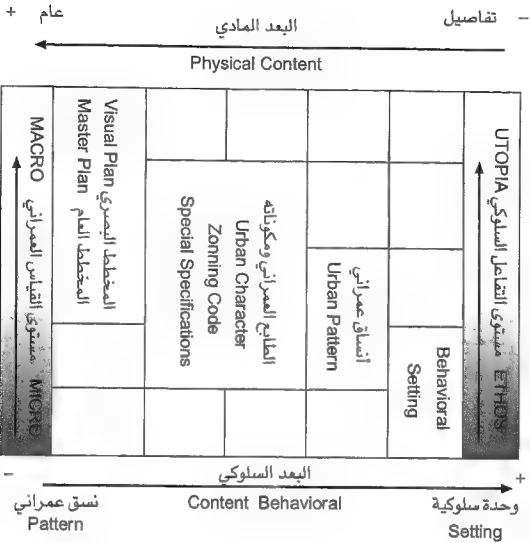 + عام
تفاصيل -
البعد المادي
Physical Content
MACRO مستوى القياس العمراني MICRO
Visual Plan المخطط البصري
Master Plan المخطط العام
الطابع العمراني ومكوناته
Urban Character
Zonning Code
Special Specifications
أنساق عمراني
Urban Pattern
Behavioral
Setting
UTOPIA مستوى التفاعل السلوكي ETHOS
-
البعد السلوكي
+
نسق عمراني
Content Behavioral
وحدة سلوكية
Pattern
Setting